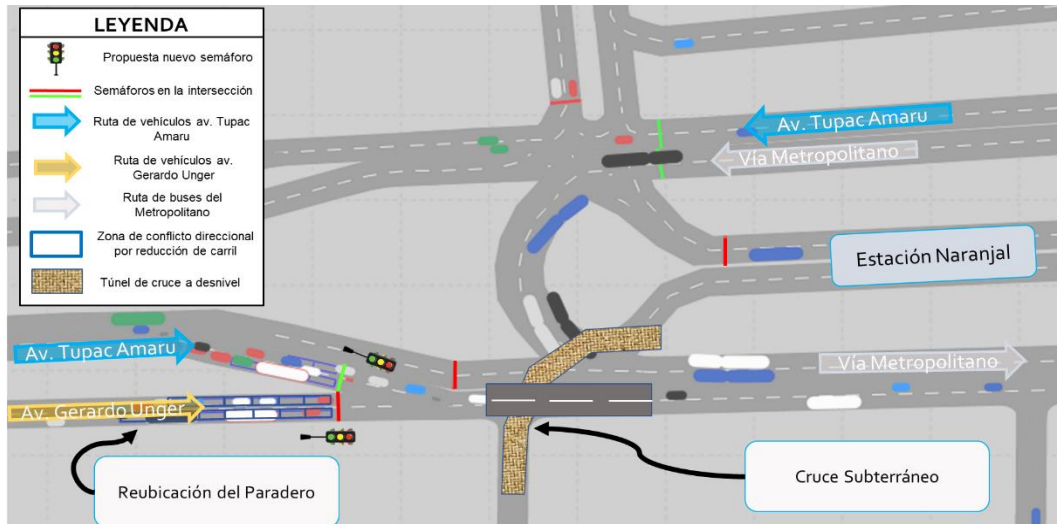 LEYENDA
Propuesta nuevo semáforo
Semáforos en la intersección
Ruta de vehículos av. Tupac
Amaru
Ruta de vehículos av.
Gerardo Unger
Ruta de buses del
Metropolitano
Zona de conflicto direccional
por reducción de carril
Túnel de cruce a desnivel
Av. Tupac Amaru
Vía Metropolitano
Estación Naranjal
Av. Tupac Amaru
Vía Metropolitano
Av. Gerardo Unger
Reubicación del Paradero
Cruce Subterráneo